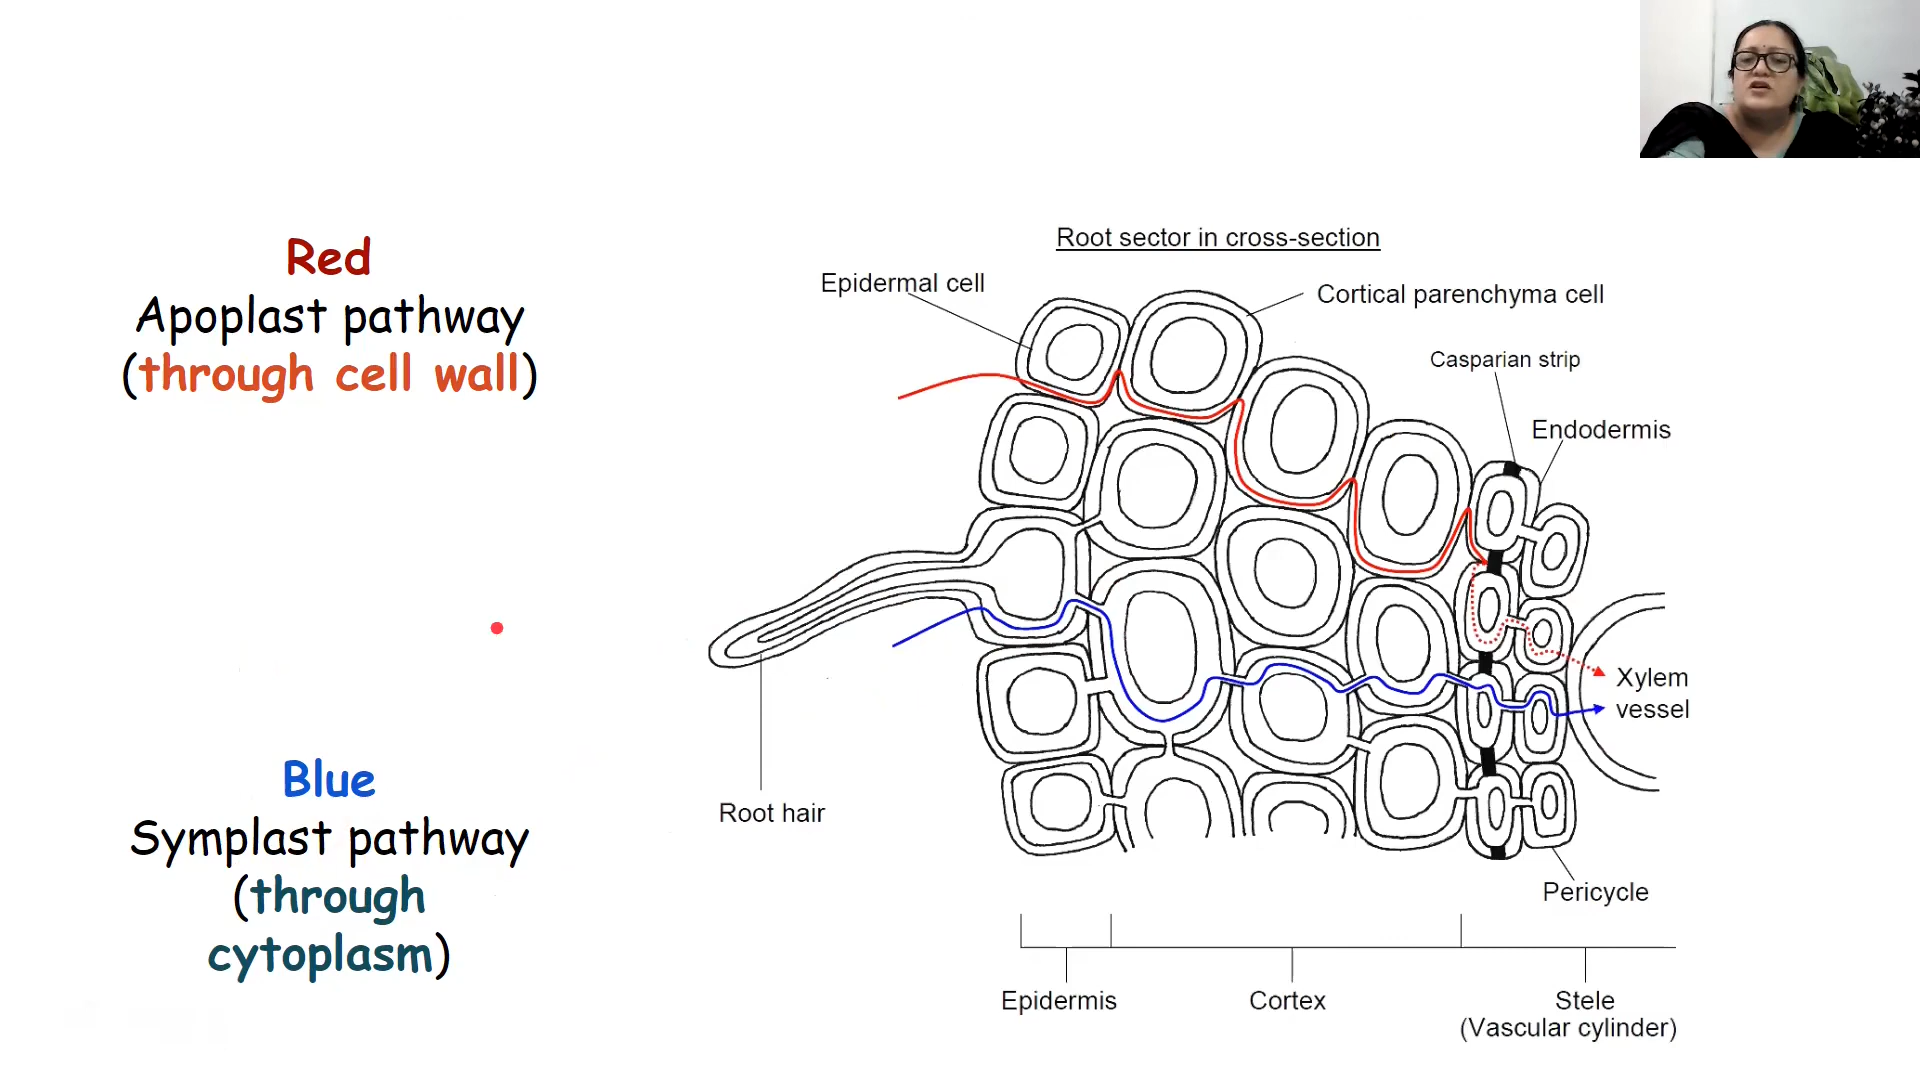 Red
Apoplast pathway
(through cell wall)
Blue
Symplast pathway
(through
cytoplasm)
Root sector in cross-section
Epidermal cell
Cortical parenchyma cell
Casparian strip
Endodermis
Xylem
vessel
Root hair
Pericycle
Epidermis
Cortex
Stele
(Vascular cylinder)